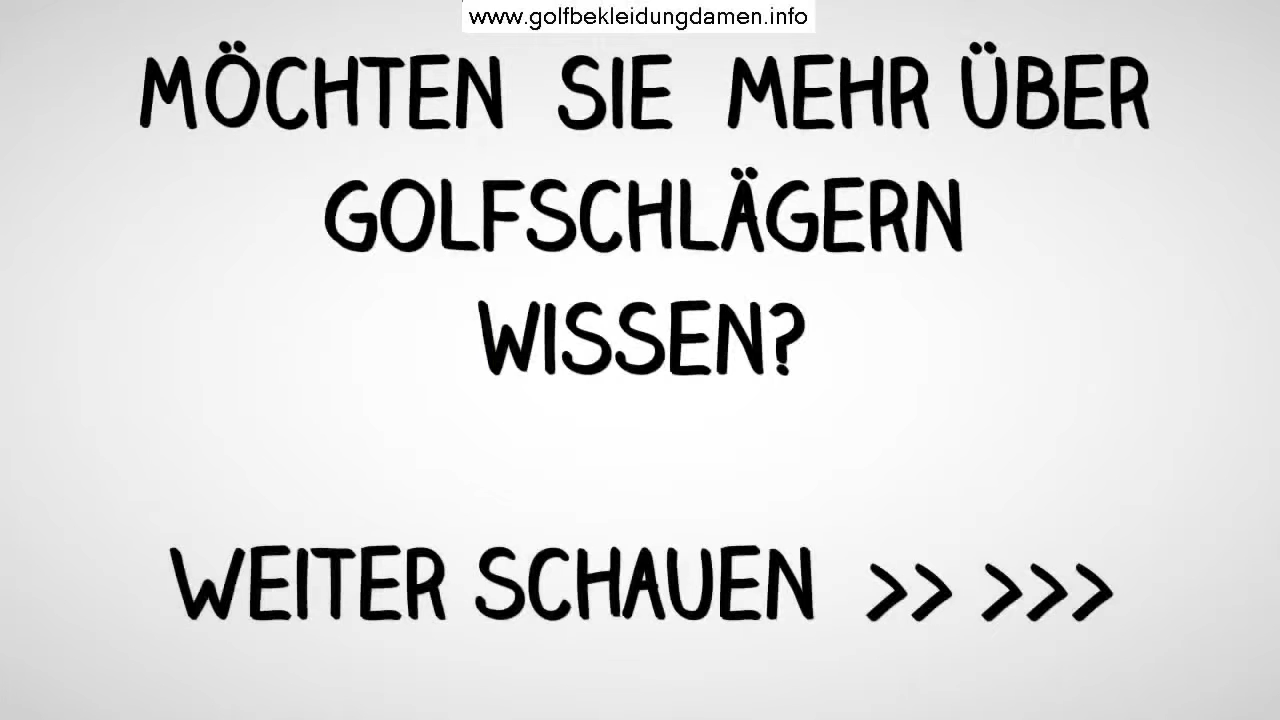 www.golfbekleidungdamen.info
MÖCHTEN SIE MEHR ÜBER
GOLFSCHLÄGERN
WISSEN?
WEITER SCHAUEN >> >>>